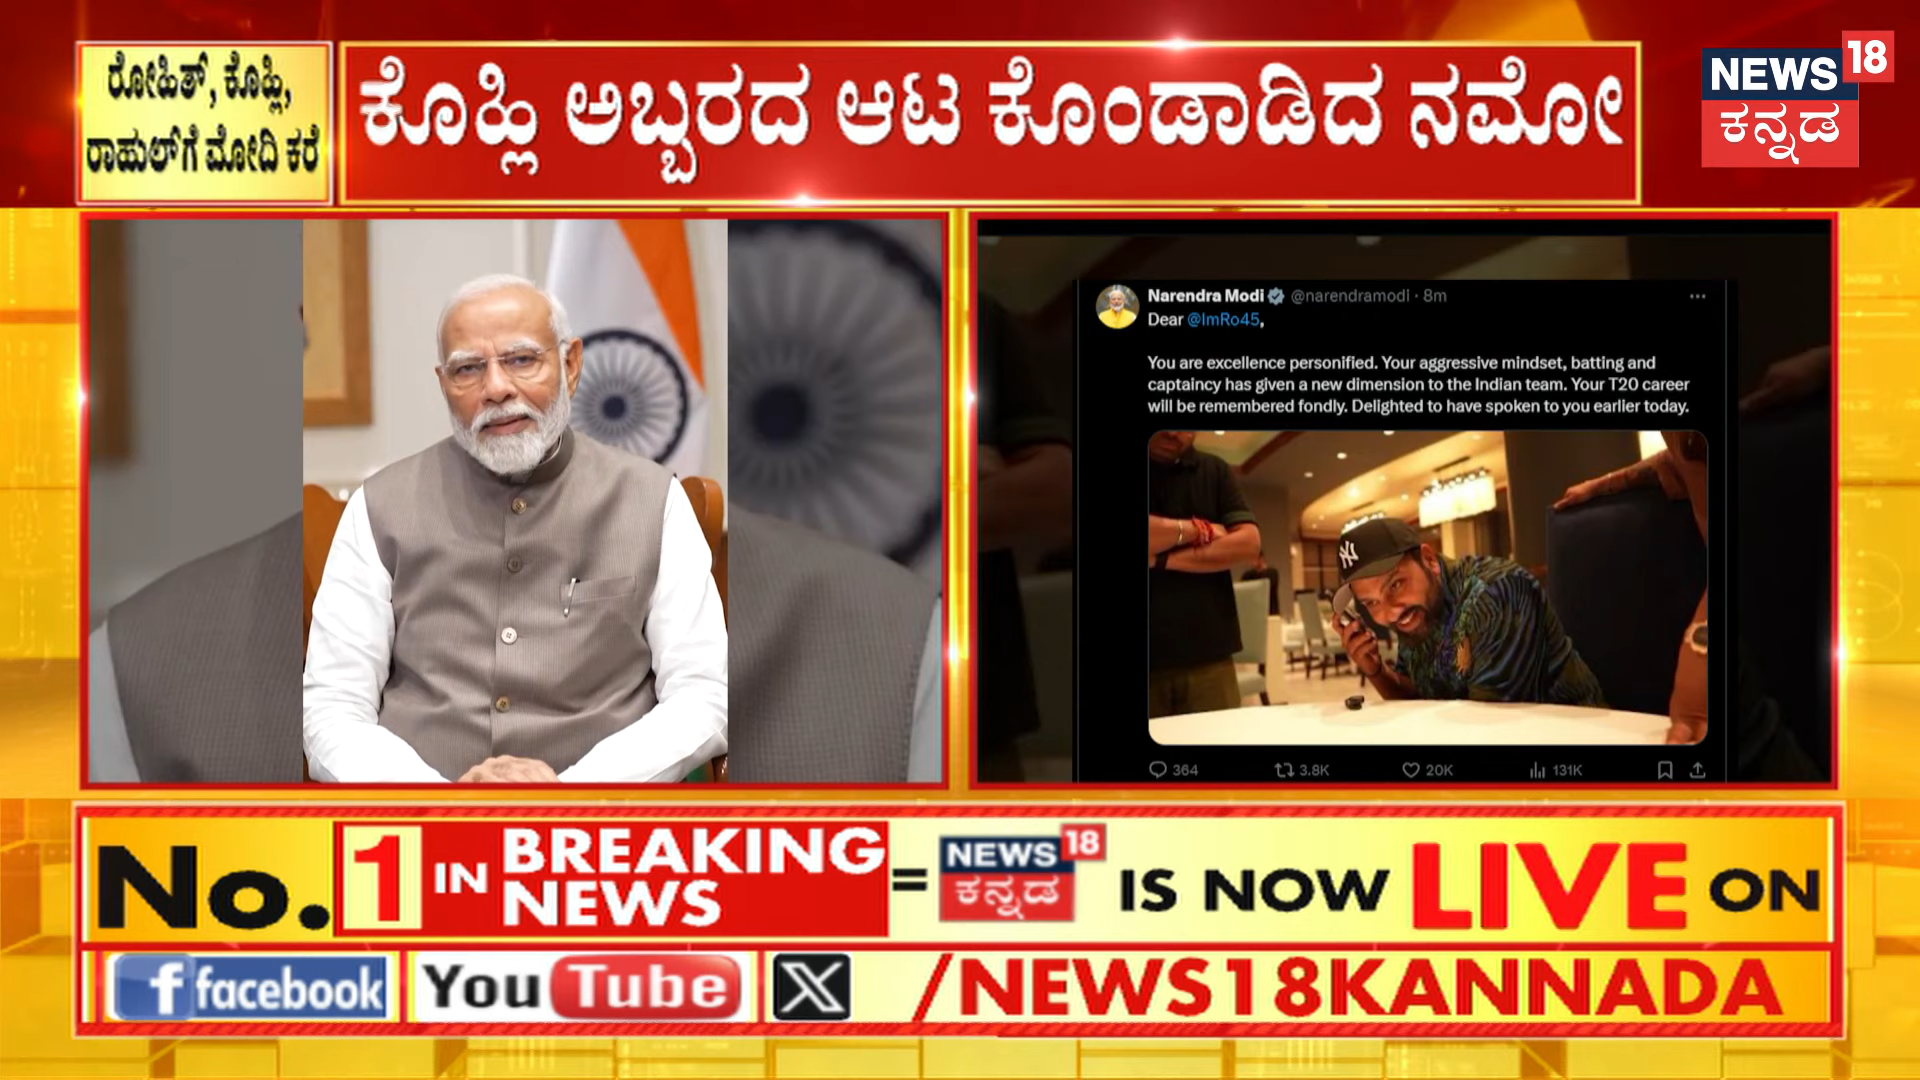 ರೋಹಿತ್, ಕೊಹ್ಲಿ,
ರಾಹುಲ್‌ಗೆ ಮೋದಿ ಕರೆ
ಕೊಹ್ಲಿ ಅಬ್ಬರದ ಆಟ ಕೊಂಡಾಡಿದ ನಮೋ
NEWS 18
ಕನ್ನಡ
Narendra Modi @narendramodi · 8m
Dear @ImRo45,
You are excellence personified. Your aggressive mindset, batting and
captaincy has given a new dimension to the Indian team. Your T20 career
will be remembered fondly. Delighted to have spoken to you earlier today.
364 3.8K 20K 131K
No. 1 IN BREAKING NEWS = NEWS 18 ಕನ್ನಡ IS NOW LIVE ON
facebook YouTube X /NEWS18KANNADA